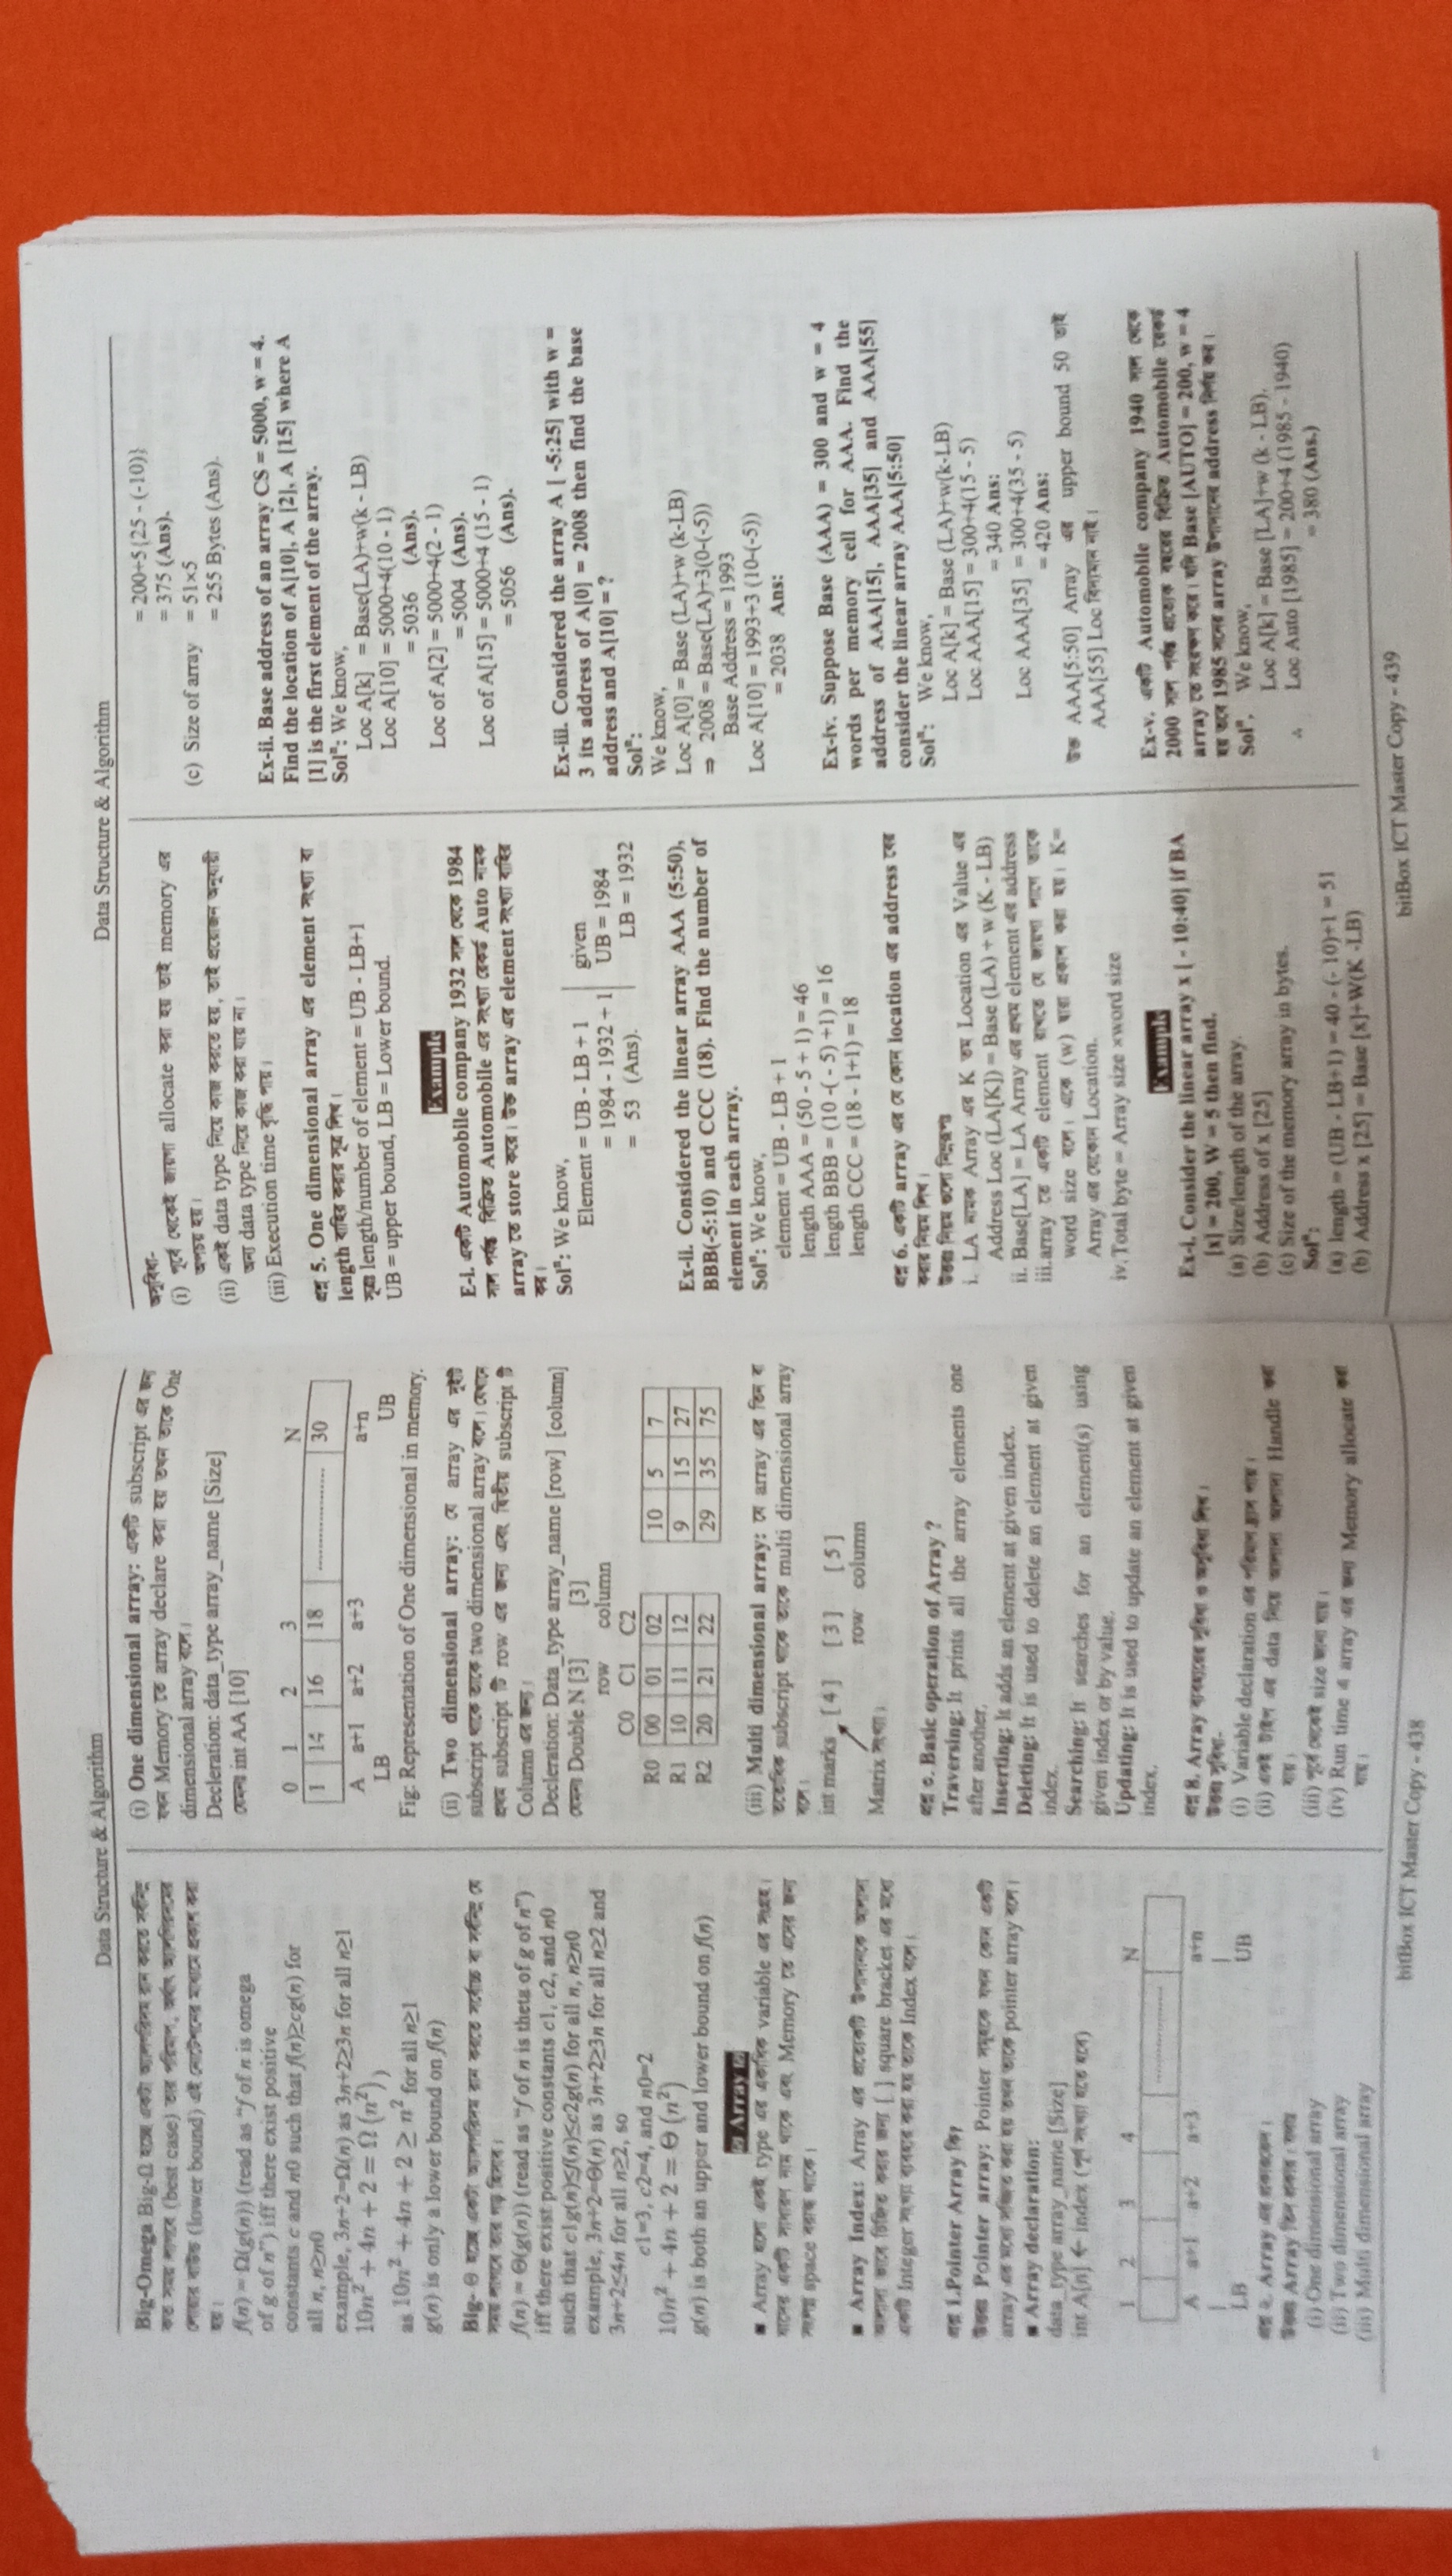 Data Structure & Algorithm
Big-Omega Big-Ω হচ্ছে একটা অ্যালগরিদম রান করতে সর্বনিম্ন
কত সময় লাগবে (best case) তার পরিমাপ, অর্থাৎ অ্যালগরিদমের
লোয়ার বাউন্ড (lower bound) এই নোটেশনের মাধ্যমে প্রকাশ করা
হয়।
f(n) = Ω(g(n)) (read as “f of n is omega
of g of n”) iff there exist positive
constants c and n0 such that f(n)≥cg(n) for
all n, n≥n0
example, 3n+2=Ω(n) as 3n+2≥3n for all n≥1
10n² + 4n + 2 = Ω (n²),
as 10n² + 4n + 2 ≥ n² for all n≥1
g(n) is only a lower bound on f(n)
Big- Θ হচ্ছে একটা অ্যালগরিদম রান করতে সর্বোচ্চ বা সর্বনিম্ন যে
সময় লাগবে তার গড় হিসাব।
f(n) = Θ(g(n)) (read as “f of n is theta of g of n”)
iff there exist positive constants c1, c2, and n0
such that c1g(n)≤f(n)≤c2g(n) for all n, n≥n0
example, 3n+2=Θ(n) as 3n+2≥3n for all n≥2 and
3n+2≤4n for all n≥2, so
c1=3, c2=4, and n0=2
10n² + 4n + 2 = Θ (n²)
g(n) is both an upper and lower bound on f(n)
Array
■ Array হলো একই type এর একাধিক variable এর সংগ্রহ।
যাদের একটি সাধারণ নাম থাকে এবং Memory তে এদের জন্য
সংলগ্ন space বরাদ্দ থাকে।
■ Array Index: Array এর প্রত্যেকটি উপাদানকে আলাদা
আলাদা ভাবে চিহ্নিত করার জন্য [ ] square bracket এর মধ্যে
একটি Integer সংখ্যা ব্যবহার করা হয় তাকে Index বলে।
প্রশ্ন 1.Pointer Array কি?
উত্তরঃ Pointer array: Pointer সমূহকে যখন কোন একটি
array এর মধ্যে সজ্জিত করা হয় তখন তাকে pointer array বলে।
■ Array declaration:
data_type array_name [Size]
int A[n] ← index (পূর্ণ সংখ্যা হতে হবে)
1 2 3 4 N
A a+1 a+2 a+3 a+n
LB UB
প্রশ্ন ২. Array এর প্রকারভেদ।
উত্তরঃ Array তিন প্রকার। যথাঃ
(i) One dimensional array
(ii) Two dimensional array
(iii) Multi dimensional array
(i) One dimensional array: একটি subscript এর জন্য
যখন Memory তে array declare করা হয় তখন তাকে One
dimensional array বলে।
Decleration: data_type array_name [Size]
যেমনঃ int AA [10]
0 1 2 3 N
1 14 16 18 .................... 30
A a+1 a+2 a+3 a+n
LB UB
Fig: Representation of One dimensional in memory.
(ii) Two dimensional array: যে array এর দুইটি
subscript থাকে তাকে two dimensional array বলে। যেখানে
প্রথম subscript টি row এর জন্য এবং দ্বিতীয় subscript টি
Column এর জন্য।
Decleration: Data_type array_name [row] [column]
যেমনঃ Double N [3] [3]
row column
C0 C1 C2
R0 00 01 02 10 5 7
R1 10 11 12 9 15 27
R2 20 21 22 29 35 75
(iii) Multi dimensional array: যে array এর তিন বা
ততোধিক subscript থাকে তাকে multi dimensional array
বলে।
int marks [4] [3] [5]
row column
Matrix সংখ্যা।
প্রশ্ন ৩. Basic operation of Array ?
Traversing: It prints all the array elements one
after another.
Inserting: It adds an element at given index.
Deleting: It is used to delete an element at given
index.
Searching: It searches for an element(s) using
given index or by value.
Updating: It is used to update an element at given
index.
প্রশ্ন 8. Array ব্যবহারের সুবিধা ও অসুবিধা লিখ।
উত্তরঃ সুবিধা-
(i) Variable declaration এর পরিমান হ্রাস পায়।
(ii) একই টাইপ এর data নিয়ে আলাদা আলাদা Handle করা
যায়।
(iii) পূর্বে থেকেই size জানা যায়।
(iv) Run time এ array এর জন্য Memory allocate করা
যায়।
bitBox ICT Master Copy - 438
Data Structure & Algorithm
অসুবিধা-
(i) পূর্বে থেকেই জায়গা allocate করা হয় তাই memory এর
অপচয় হয়।
(ii) একই data type নিয়ে কাজ করতে হয়, তাই প্রয়োজন অনুযায়ী
অন্য data type নিয়ে কাজ করা যায় না।
(iii) Execution time বৃদ্ধি পায়।
প্রশ্ন 5. One dimensional array এর element সংখ্যা বা
length বাহির করার সূত্র লিখ।
সূত্রঃ length/number of element = UB - LB+1
UB = upper bound, LB = Lower bound.
Example
E-i. একটি Automobile company 1932 সাল থেকে 1984
সাল পর্যন্ত বিক্রিত Automobile এর সংখ্যা রেকর্ড Auto নামক
array তে store করে। উক্ত array এর element সংখ্যা বাহির
কর।
Solⁿ: We know,
Element = UB - LB + 1 given
= 1984 - 1932 + 1 UB = 1984
= 53 (Ans). LB = 1932
Ex-ii. Considered the linear array AAA (5:50),
BBB(-5:10) and CCC (18). Find the number of
element in each array.
Solⁿ: We know,
element = UB - LB + 1
length AAA = (50 - 5 + 1) = 46
length BBB = (10 -( - 5) +1) = 16
length CCC = (18 - 1+1) = 18
প্রশ্ন 6. একটি array এর যে কোন location এর address বের
করার নিয়ম লিখ।
উত্তরঃ নিয়ম গুলো নিম্নরূপঃ
i. LA নামক Array এর K তম Location এর Value এর
Address Loc (LA[K]) = Base (LA) + w (K - LB)
ii. Base[LA] = LA Array এর প্রথম element এর address
iii.array তে একটি element রাখতে যে জায়গা লাগে তাকে
word size বলে। একে (w) দ্বারা প্রকাশ করা হয়। K=
Array এর যেকোন Location.
iv.Total byte = Array size ×word size
Example
Ex-i. Consider the linear array x [ - 10:40] if BA
[x] = 200, W = 5 then find.
(a) Size/length of the array.
(b) Address of x [25]
(c) Size of the memory array in bytes.
Solⁿ:
(a) length = (UB - LB+1) = 40 - (- 10)+1 = 51
(b) Address x [25] = Base [x]+W(K -LB)
= 200+5{25 - (-10)}
= 375 (Ans).
(c) Size of array = 51×5
= 255 Bytes (Ans).
Ex-ii. Base address of an array CS = 5000, w = 4.
Find the location of A[10], A [2], A [15] where A
[1] is the first element of the array.
Solⁿ: We know,
Loc A[k] = Base(LA)+w(k - LB)
Loc A[10] = 5000+4(10 - 1)
= 5036 (Ans).
Loc of A[2] = 5000+4(2 - 1)
= 5004 (Ans).
Loc of A[15] = 5000+4 (15 - 1)
= 5056 (Ans).
Ex-iii. Considered the array A [ -5:25] with w =
3 its address of A[0] = 2008 then find the base
address and A[10] = ?
Solⁿ:
We know,
Loc A[0] = Base (LA)+w (k-LB)
⇒ 2008 = Base(LA)+3(0-(-5))
Base Address = 1993
Loc A[10] = 1993+3 (10-(-5))
= 2038 Ans:
Ex-iv. Suppose Base (AAA) = 300 and w = 4
words per memory cell for AAA. Find the
address of AAA[15], AAA[35] and AAA[55]
consider the linear array AAA[5:50]
Solⁿ: We know,
Loc A[k] = Base (LA)+w(k-LB)
Loc AAA[15] = 300+4(15 - 5)
= 340 Ans:
Loc AAA[35] = 300+4(35 - 5)
= 420 Ans:
উক্ত AAA[5:50] Array এর upper bound 50 তাই
AAA[55] Loc বিদ্যমান নাই।
Ex-v. একটি Automobile company 1940 সাল থেকে
2000 সাল পর্যন্ত প্রত্যেক বছরের বিক্রিত Automobile রেকর্ড
array তে সংরক্ষণ করে। যদি Base [AUTO] = 200, w = 4
হয় তবে 1985 সনের array উপাদানের address নির্ণয় কর।
Solⁿ. We know,
Loc A[k] = Base [LA]+w (k - LB).
∴ Loc Auto [1985] = 200+4 (1985 - 1940)
= 380 (Ans.)
bitBox ICT Master Copy - 439